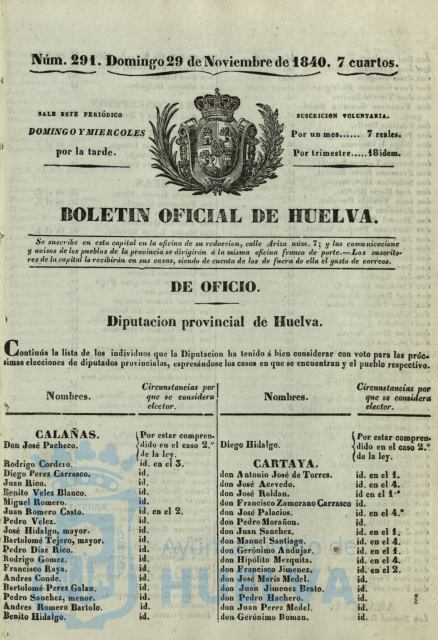 Núm. 291. Domingo 29 de Noviembre de 1840. 7 cuartos.
SALE ESTE PERIÓDICO
DOMINGO Y MIERCOLES
por la tarde.
SUSCRICION VOLUNTARIA.
Por un mes...... 7 reales.
Por trimestre..... 18 idem.
BOLETIN OFICIAL DE HUELVA.
Se suscribe en esta capital en la oficina de su redaccion, calle Ariza núm. 7; y las comunicacione
y avisos de los pueblos de la provincia se dirigirán á la misma oficina franco de porte.—Los suscrito-
res de la capital lo recibirán en sus casas, siendo de cuenta de los de fuera de ella el gasto de correos.
DE OFICIO.
Diputacion provincial de Huelva.
Continúa la lista de los individuos que la Diputacion ha tenido á bien considerar con voto para las próc-
simas elecciones de diputados provinciales, espresándose los casos en que se encuentran y el pueblo respectivo.
Nombres.
Circunstancias por
que se considera
elector.
CALAÑAS.
Don José Pacheco.
Por estar compren-
dido en el caso 2.º
de la ley.
Rodrigo Cordero. id. en el 3.
Diego Perez Carrasco. id.
Juan Rico. id.
Benito Velez Blanco. id.
Miguel Romero. id.
Juan Romero Casto. id. en el 2,
Pedro Velez. id.
José Hidalgo, mayor. id.
Bartolomé Tejero, mayor. id.
Pedro Diaz Rico. id.
Rodrigo Gomez. id.
Francisco Raya. id.
Andres Conde. id.
Bartolomé Perez Galan. id.
Pedro Sanchez, menor. id.
Andres Romero Bartolo. id.
Benito Hidalgo. id.
Nombres.
Circunstancias por
que se considera
elector.
Diego Hidalgo.
Por estar compren-
dido en el caso 2.º
de la ley.
CARTAYA.
don Antonio José de Torres. id. en el 1.
don José Acevedo. id. en el 4.
don José Roldan. id en el 1.º
don Francisco Zamorano Carrasco id.
don José Palacios. id. en el 4.º
don Pedro Morañon. id.
don Juan Sanchez. id. en el 1.
don Manuel Santiago. id. en el 4.
don Gerónimo Andujar. id. en el 1.
don Hipólito Mezquita. id. en el 4.
don Francisco Jimenez. id. en el 2.
don José María Medel. id.
don Juan Jimenez Brato. id.
don Pedro Hachero. id.
don Juan Perez Medel. id.
don Gerónimo Doman. id.
Ayuntamiento de
HUELVA